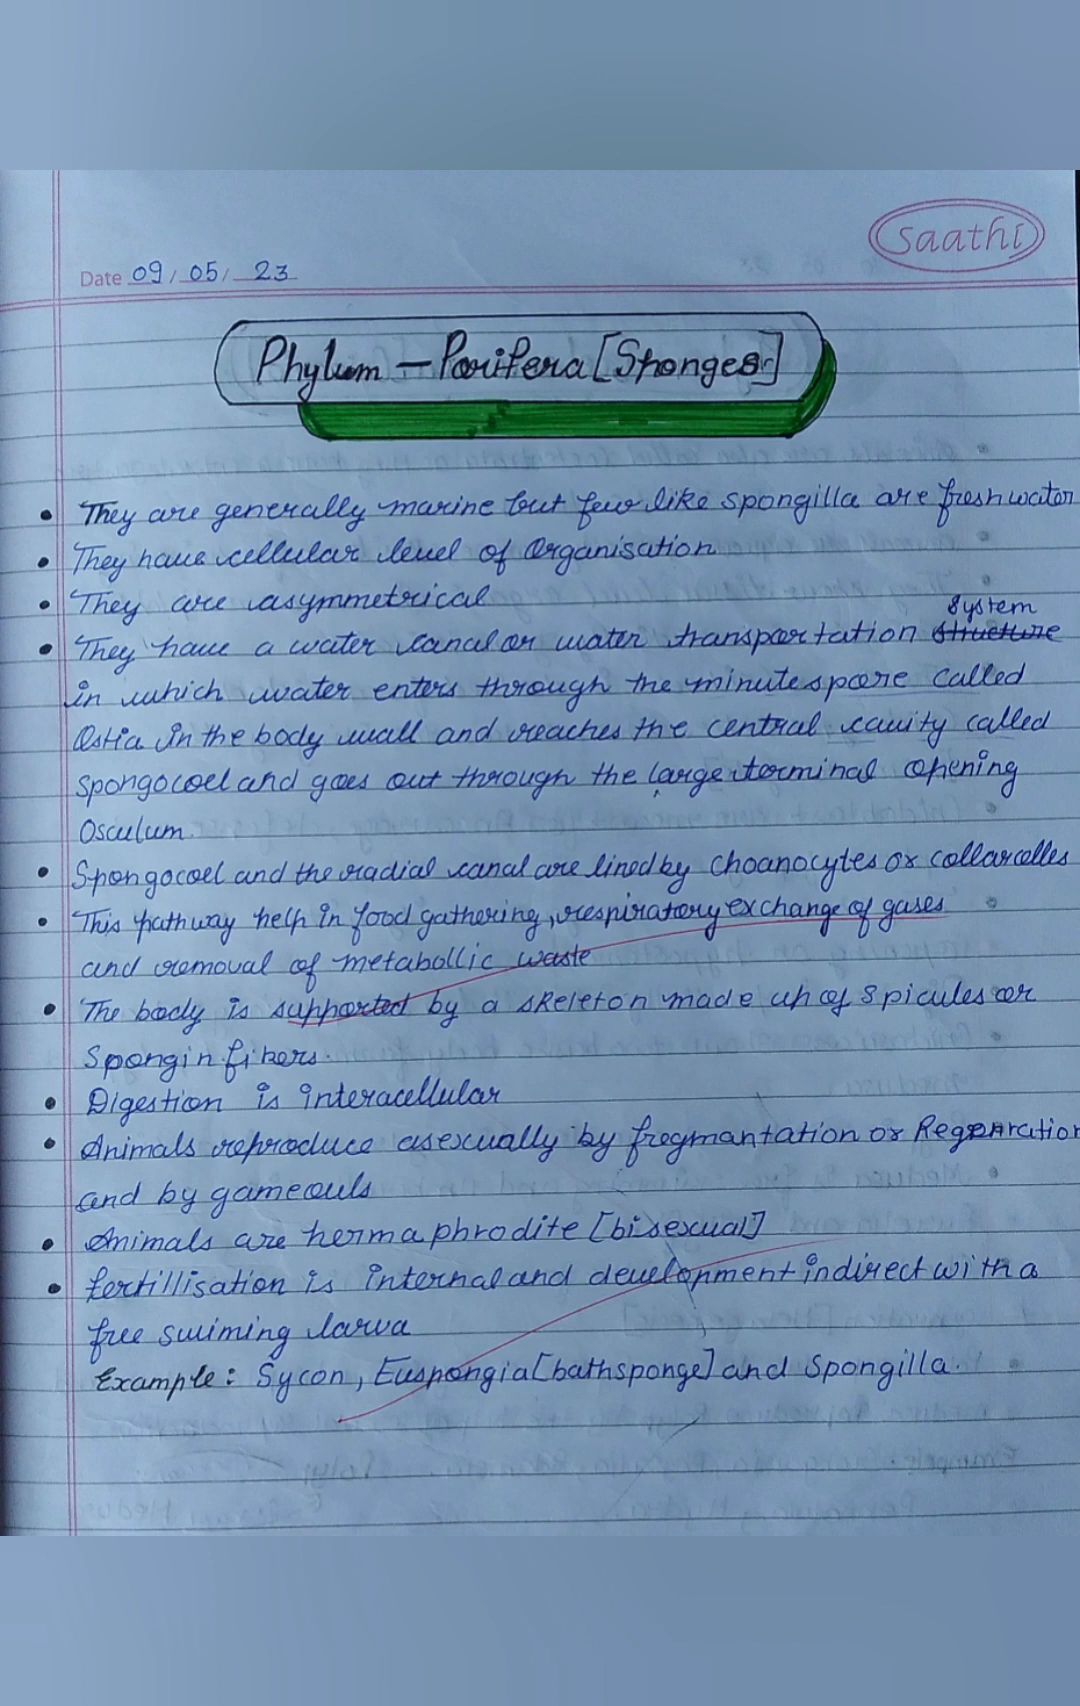 saathi
Date 09/05/23
Phylum - Porifera [Sponges]
• They are generally marine but few like spongilla are freshwater
• They have cellular level of Organisation
• They are asymmetrical
System
• They have a water canal or water transportation structure
in which water enters through the minute spore called
Ostia in the body wall and reaches the central cavity called
spongocoel and goes out through the large terminal opening
Osculum.
• Spongocoel and the radial canal are lined by choanocytes or collar celles
• This pathway help in food gathering, respiratory exchange of gases
and removal of metabollic waste
• The body is supported by a skeleton made up of spicules or
Spongin fibers.
• Digestion is interacellular
• Animals reproduce asexually by fregmantation or Regenration
and by gameouls
• Animals are hermaphrodite [bisexual]
• fertillisation is internal and development indirect with a
free swiming larva
Example: Sycon, Euspongia [bathsponge] and Spongilla.